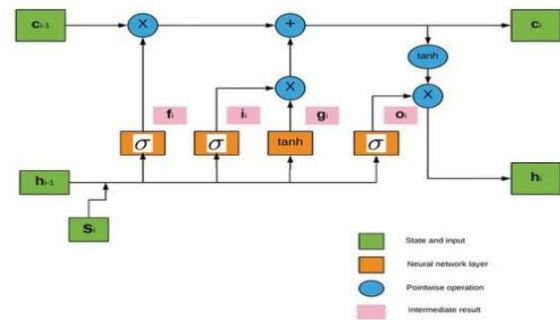 cᵢ₋₁
X
+
cᵢ
tanh
X
X
fᵢ
iᵢ
gᵢ
oᵢ
σ
σ
tanh
σ
hᵢ₋₁
hᵢ
Sᵢ
State and input
Neural network layer
Pointwise operation
Intermediate result